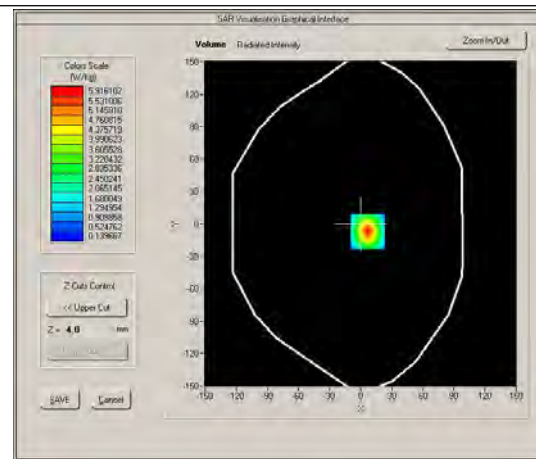 SAR Visualisation Graphical Interface
Volume Radiated Intensity
Zoom In/Out
Colors Scale
(W/kg)
5.916102
5.531006
5.145910
4.760815
4.375719
3.990623
3.605528
3.220432
2.835336
2.450241
2.065145
1.680049
1.294954
0.909858
0.524762
0.139667
Z Cuts Control
<< Upper Cut
Z = 4.0 mm
SAVE
Cancel
150-
120-
90-
60-
30-
0-
-30-
-60-
-90-
-120-
-150-
Y
-150 -120 -90 -60 -30 0 30 60 90 120 150
X